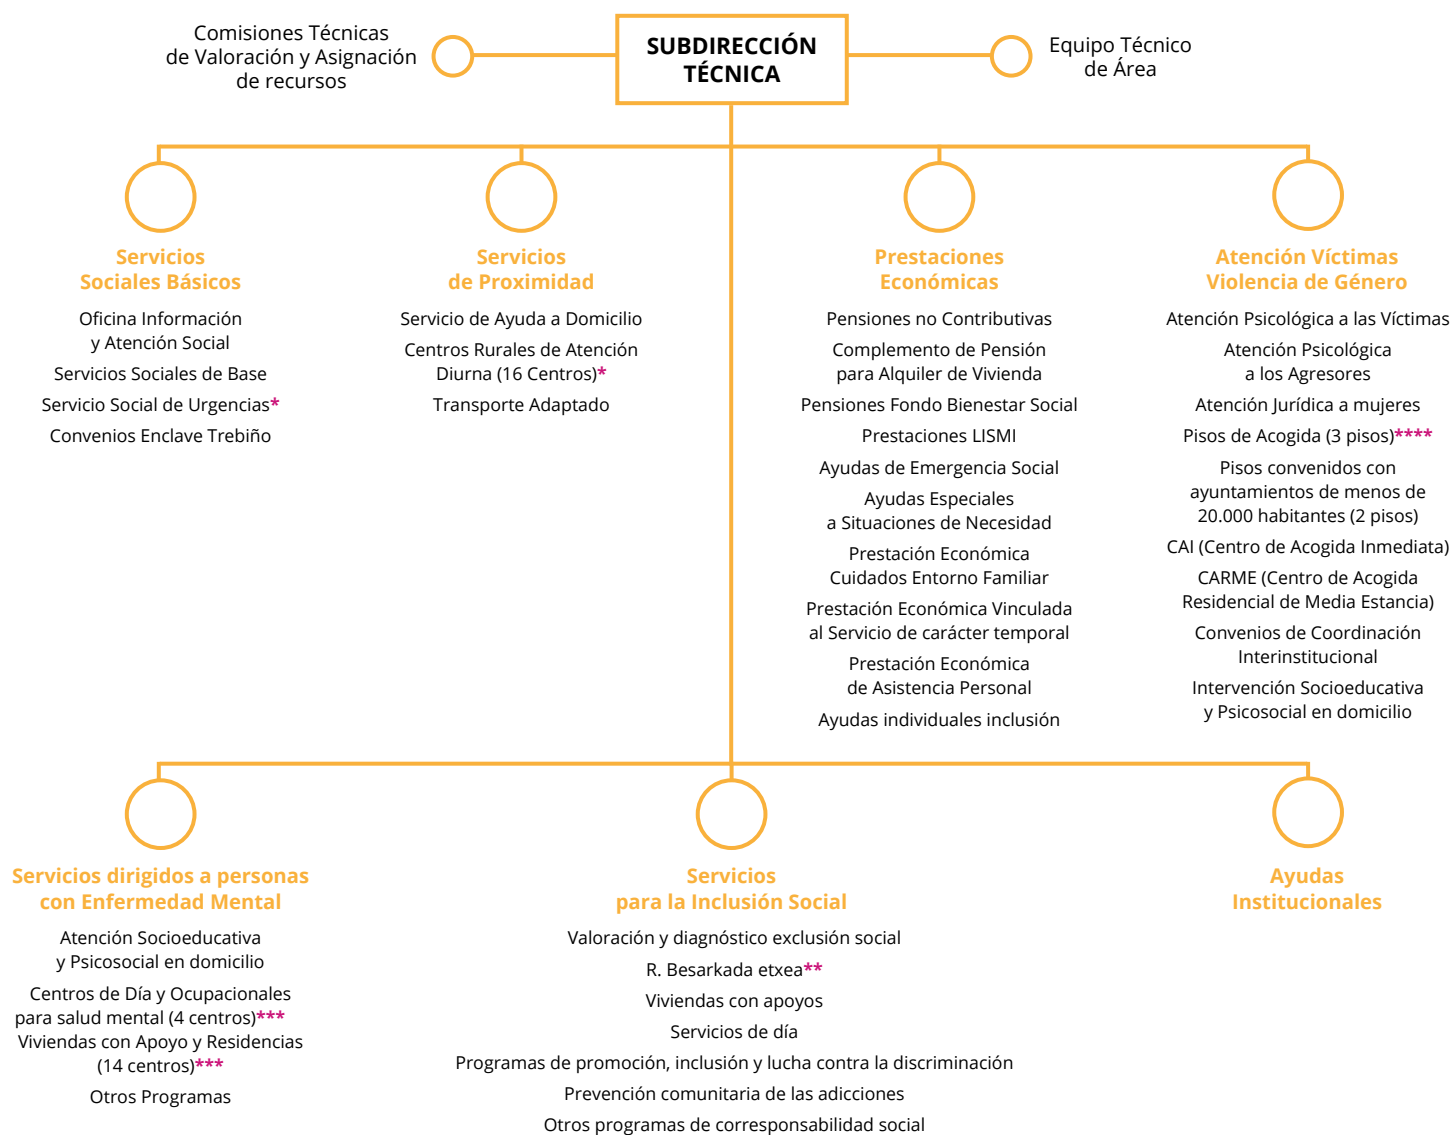 Comisiones Técnicas
de Valoración y Asignación
de recursos
SUBDIRECCIÓN
TÉCNICA
Equipo Técnico
de Área
Servicios
Sociales Básicos
Oficina Información
y Atención Social
Servicios Sociales de Base
Servicio Social de Urgencias*
Convenios Enclave Trebiño
Servicios
de Proximidad
Servicio de Ayuda a Domicilio
Centros Rurales de Atención
Diurna (16 Centros)*
Transporte Adaptado
Prestaciones
Económicas
Pensiones no Contributivas
Complemento de Pensión
para Alquiler de Vivienda
Pensiones Fondo Bienestar Social
Prestaciones LISMI
Ayudas de Emergencia Social
Ayudas Especiales
a Situaciones de Necesidad
Prestación Económica
Cuidados Entorno Familiar
Prestación Económica Vinculada
al Servicio de carácter temporal
Prestación Económica
de Asistencia Personal
Ayudas individuales inclusión
Atención Víctimas
Violencia de Género
Atención Psicológica a las Víctimas
Atención Psicológica
a los Agresores
Atención Jurídica a mujeres
Pisos de Acogida (3 pisos)****
Pisos convenidos con
ayuntamientos de menos de
20.000 habitantes (2 pisos)
CAI (Centro de Acogida Inmediata)
CARME (Centro de Acogida
Residencial de Media Estancia)
Convenios de Coordinación
Interinstitucional
Intervención Socioeducativa
y Psicosocial en domicilio
Servicios dirigidos a personas
con Enfermedad Mental
Atención Socioeducativa
y Psicosocial en domicilio
Centros de Día y Ocupacionales
para salud mental (4 centros)***
Viviendas con Apoyo y Residencias
(14 centros)***
Otros Programas
Servicios
para la Inclusión Social
Valoración y diagnóstico exclusión social
R. Besarkada etxea**
Viviendas con apoyos
Servicios de día
Programas de promoción, inclusión y lucha contra la discriminación
Prevención comunitaria de las adicciones
Otros programas de corresponsabilidad social
Ayudas
Institucionales